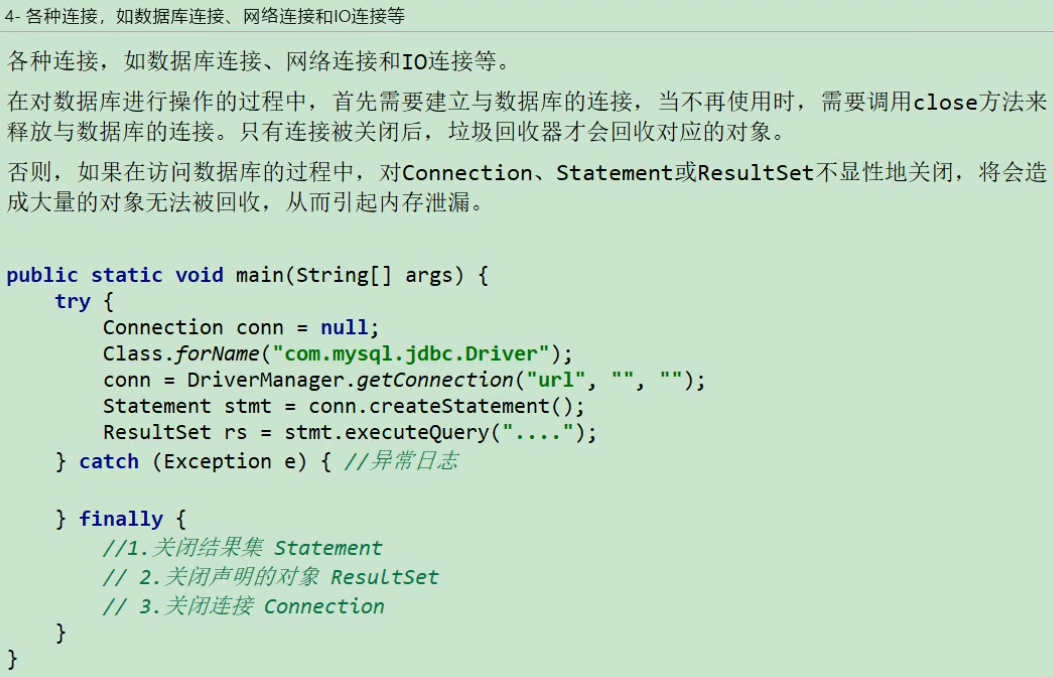 4- 各种连接，如数据库连接、网络连接和IO连接等
各种连接，如数据库连接、网络连接和IO连接等。
在对数据库进行操作的过程中，首先需要建立与数据库的连接，当不再使用时，需要调用close方法来
释放与数据库的连接。只有连接被关闭后，垃圾回收器才会回收对应的对象。
否则，如果在访问数据库的过程中，对Connection、Statement或ResultSet不显性地关闭，将会造
成大量的对象无法被回收，从而引起内存泄漏。
public static void main(String[] args) {
    try {
        Connection conn = null;
        Class.forName("com.mysql.jdbc.Driver");
        conn = DriverManager.getConnection("url", "", "");
        Statement stmt = conn.createStatement();
        ResultSet rs = stmt.executeQuery("....");
    } catch (Exception e) { //异常日志
    } finally {
        //1.关闭结果集 Statement
        // 2.关闭声明的对象 ResultSet
        // 3.关闭连接 Connection
    }
}